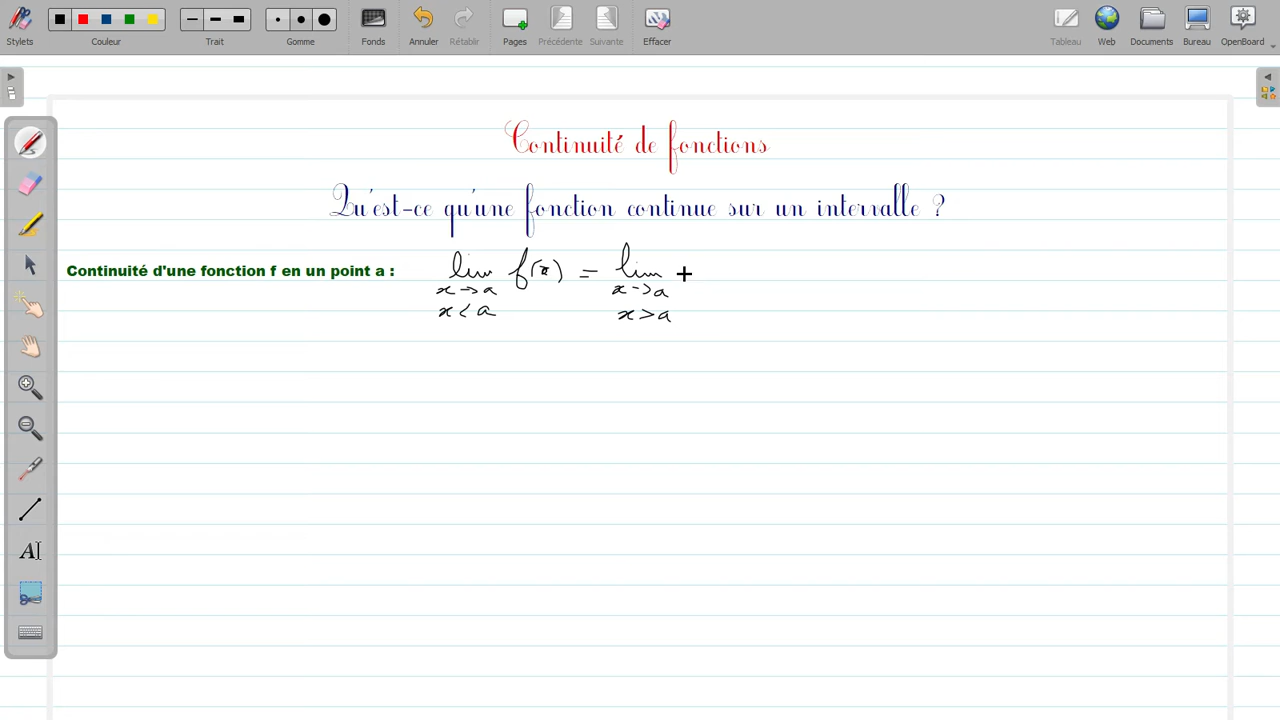 Stylets Couleur Trait Gomme Fonds Annuler Rétablir Pages Précédente Suivante Effacer Tableau Web Documents Bureau OpenBoard
Continuité de fonctions
Qu'est-ce qu'une fonction continue sur un intervalle ?
Continuité d'une fonction f en un point a : lim f(x) = lim
x→a x→a
x<a x>a